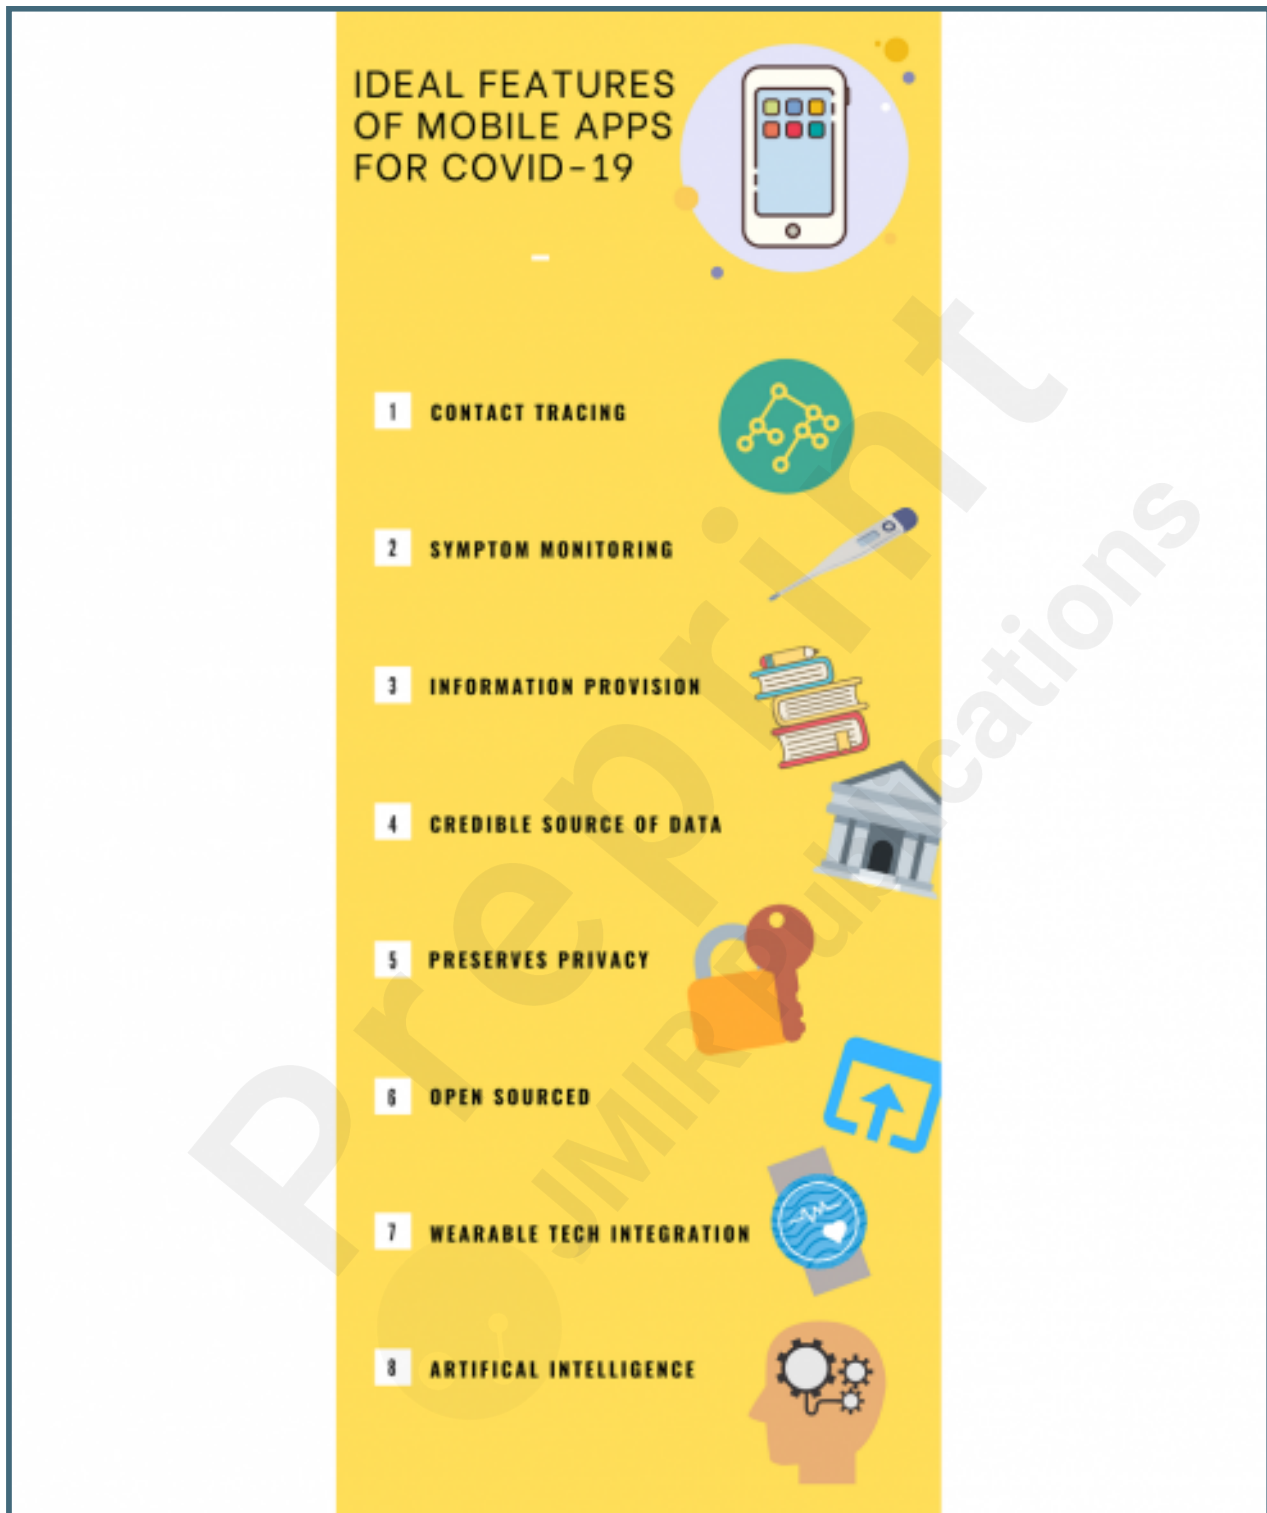 IDEAL FEATURES
OF MOBILE APPS
FOR COVID-19
1 CONTACT TRACING
2 SYMPTOM MONITORING
3 INFORMATION PROVISION
4 CREDIBLE SOURCE OF DATA
5 PRESERVES PRIVACY
6 OPEN SOURCED
7 WEARABLE TECH INTEGRATION
8 ARTIFICAL INTELLIGENCE
Preprint
JMIR Publications